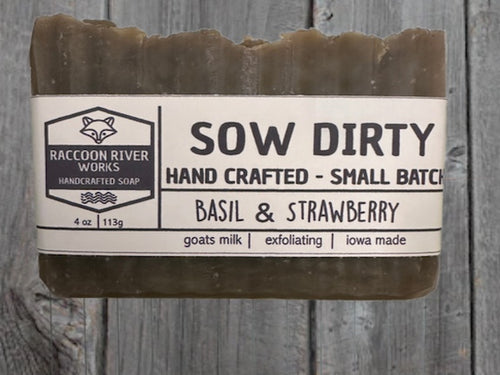 RACCOON RIVER
WORKS
HANDCRAFTED SOAP
4 oz | 113g
SOW DIRTY
HAND CRAFTED - SMALL BATCH
BASIL & STRAWBERRY
goats milk | exfoliating | iowa made